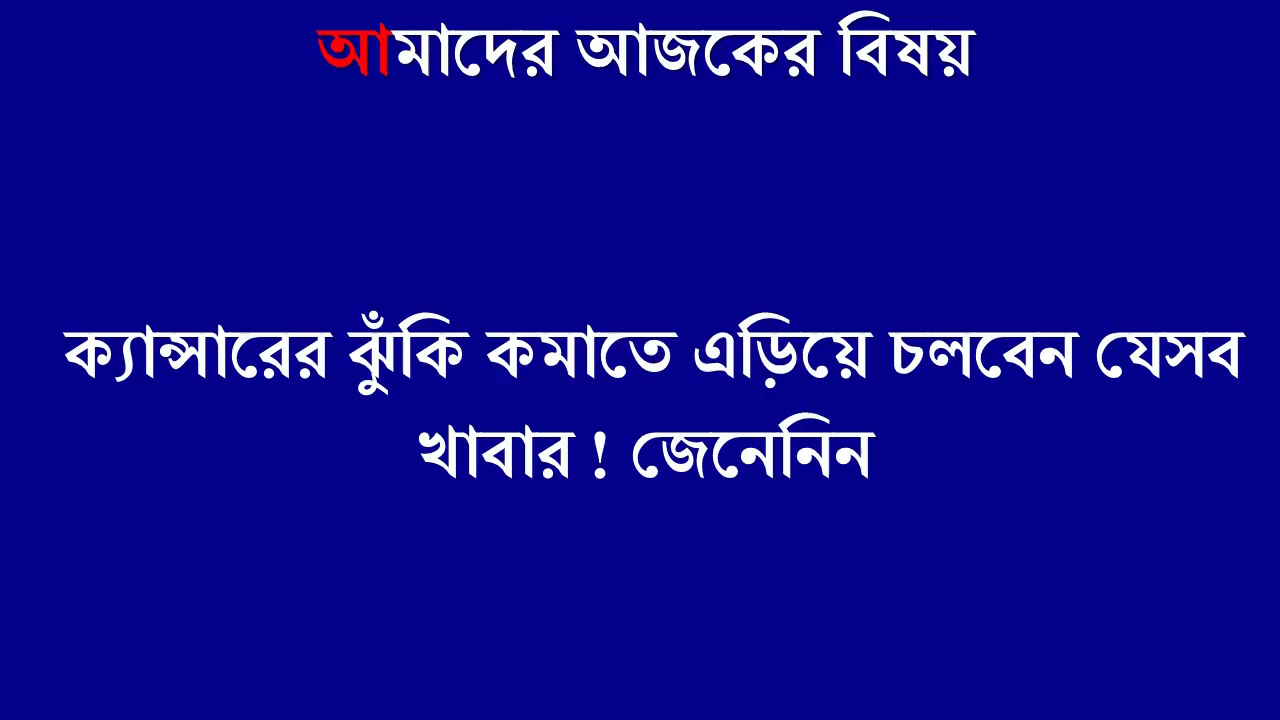 আমাদের আজকের বিষয়
ক্যান্সারের ঝুঁকি কমাতে এড়িয়ে চলবেন যেসব
খাবার ! জেনেনিন